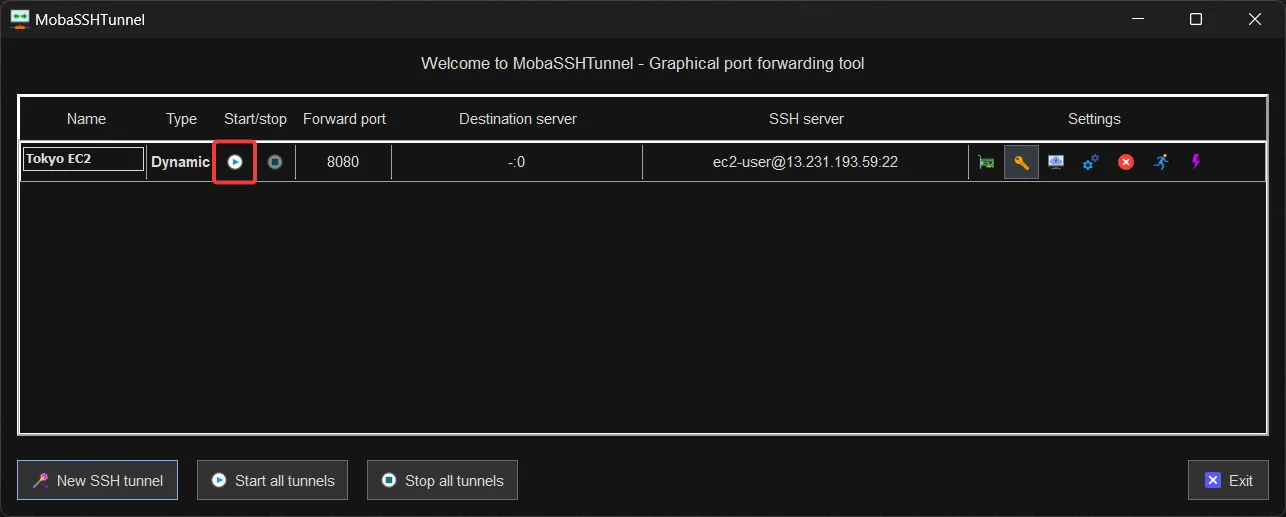 MobaSSHTunnel
Welcome to MobaSSHTunnel - Graphical port forwarding tool
Name Type Start/stop Forward port Destination server SSH server Settings
Tokyo EC2 Dynamic 8080 -:0 ec2-user@13.231.193.59:22
New SSH tunnel Start all tunnels Stop all tunnels Exit